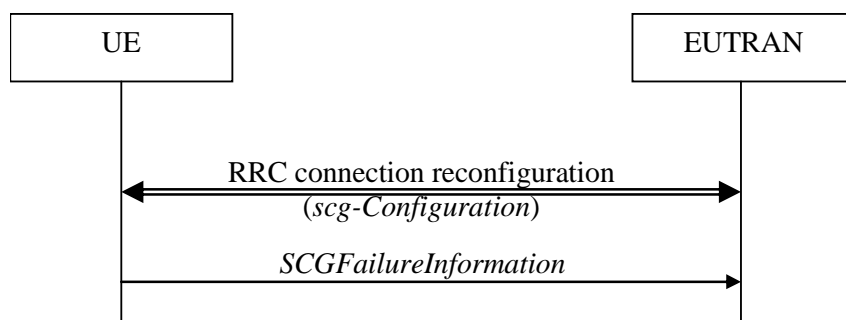 UE
EUTRAN
RRC connection reconfiguration
(scg-Configuration)
SCGFailureInformation